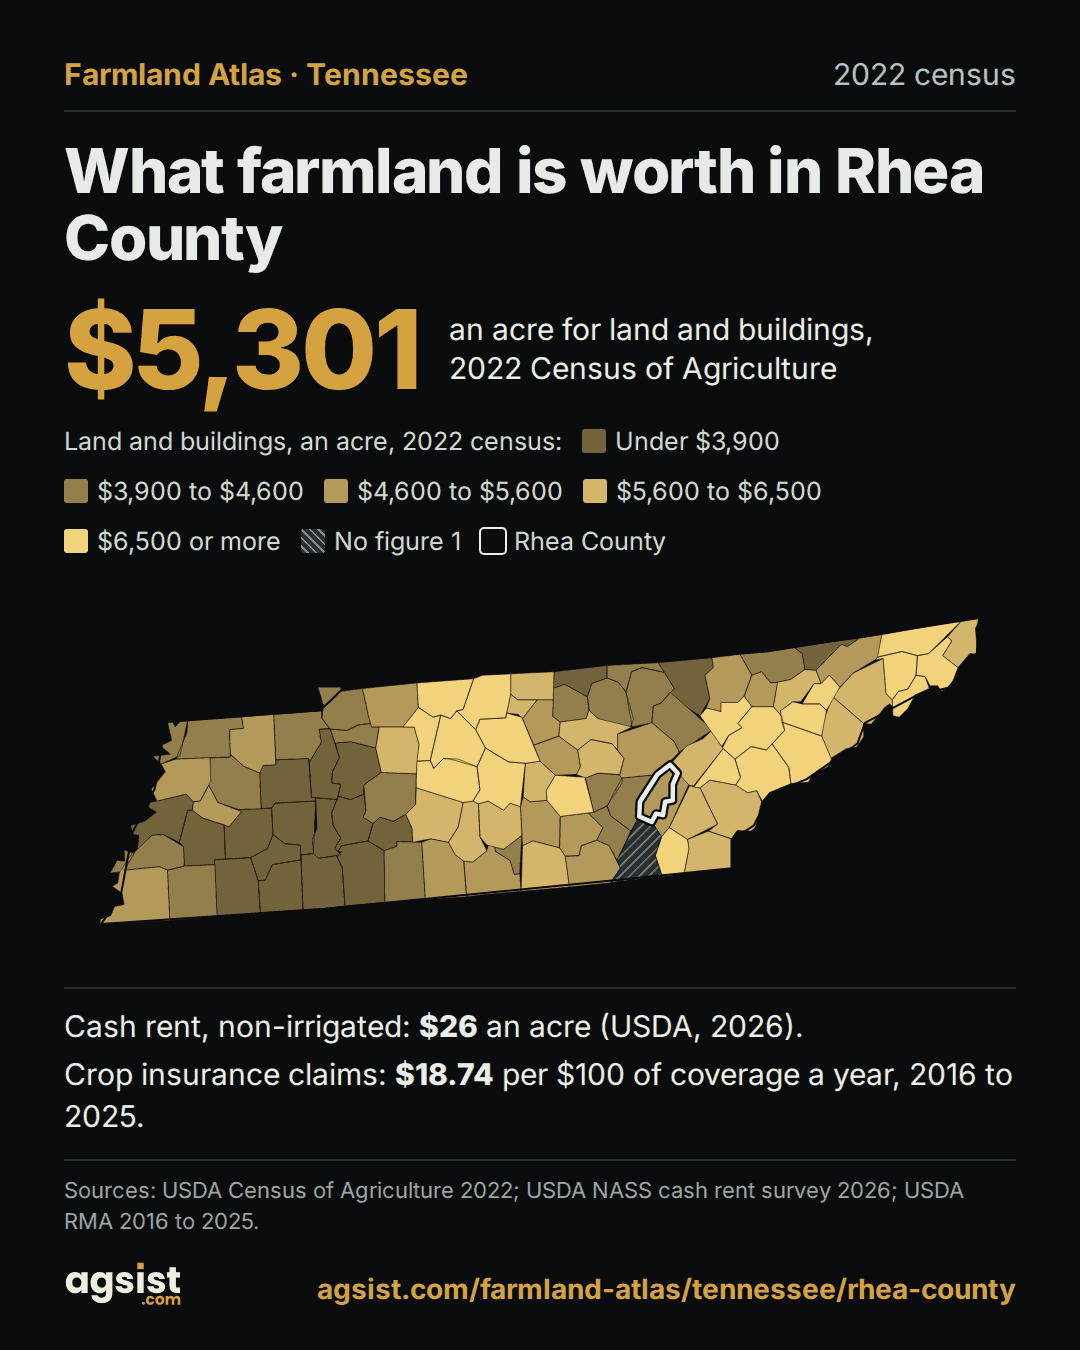 Farmland Atlas · Tennessee
2022 census
What farmland is worth in Rhea
County
$5,301
an acre for land and buildings,
2022 Census of Agriculture
Land and buildings, an acre, 2022 census:
Under $3,900
$3,900 to $4,600
$4,600 to $5,600
$5,600 to $6,500
$6,500 or more
No figure 1
Rhea County
Cash rent, non-irrigated: $26 an acre (USDA, 2026).
Crop insurance claims: $18.74 per $100 of coverage a year, 2016 to
2025.
Sources: USDA Census of Agriculture 2022; USDA NASS cash rent survey 2026; USDA
RMA 2016 to 2025.
agsist
.com
agsist.com/farmland-atlas/tennessee/rhea-county